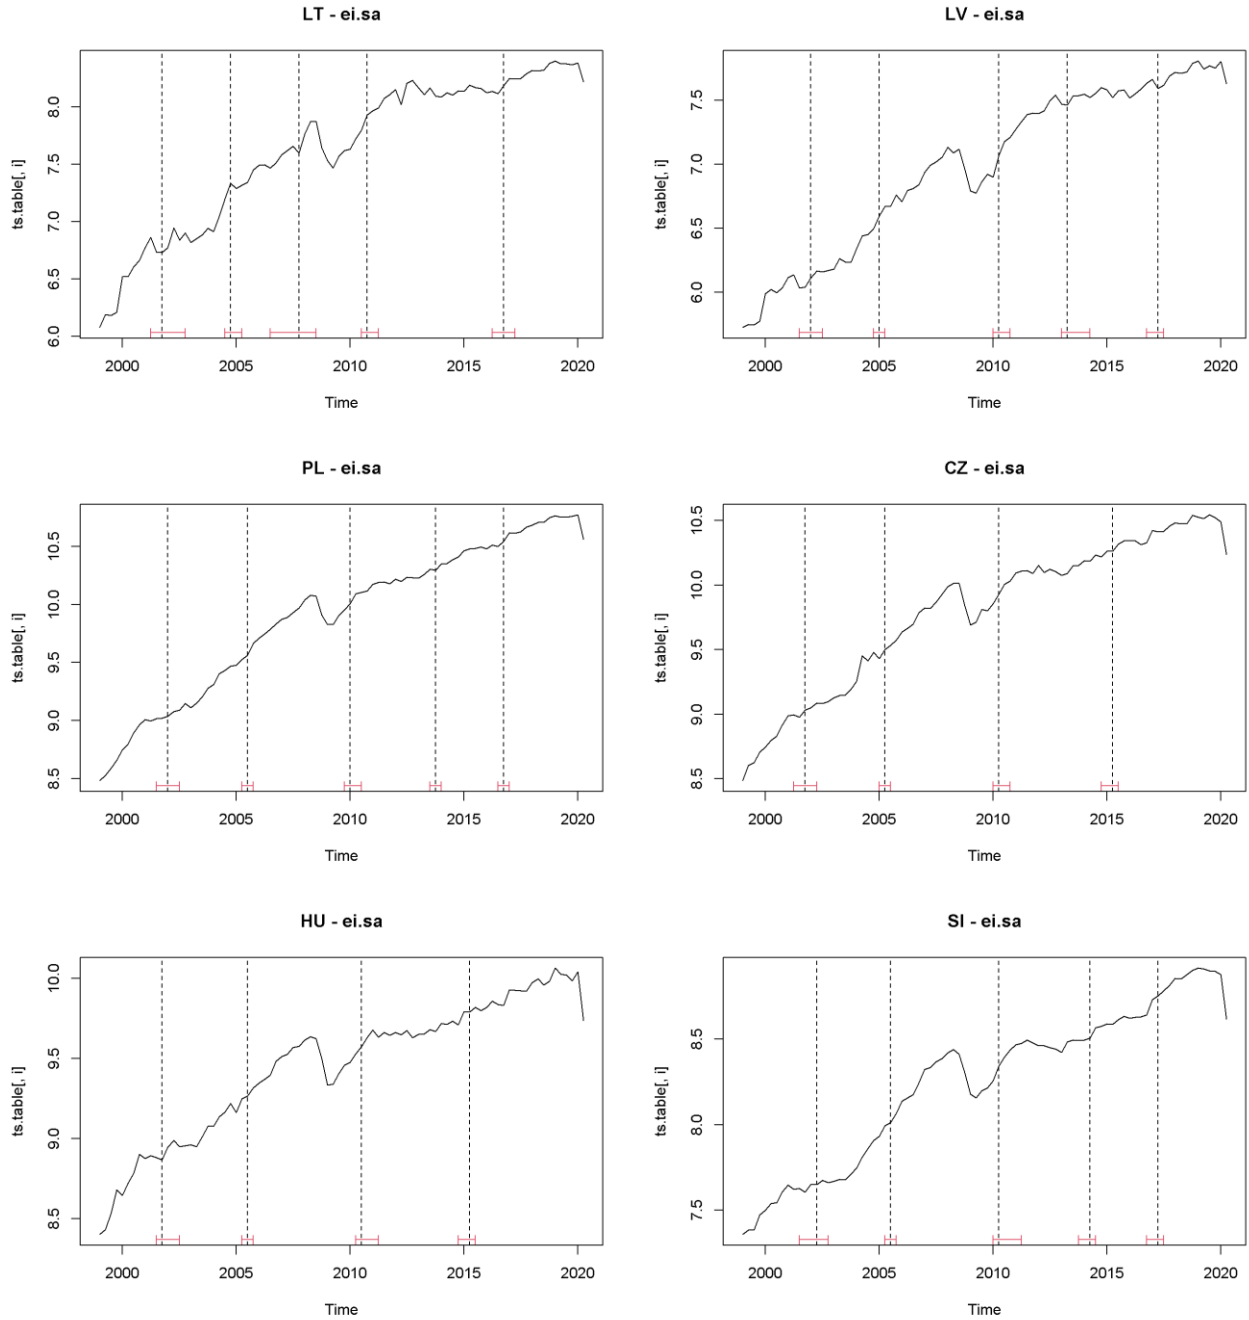 LT - ei.sa
ts.table[, i]
6.0 6.5 7.0 7.5 8.0
2000 2005 2010 2015 2020
Time
LV - ei.sa
ts.table[, i]
6.0 6.5 7.0 7.5
2000 2005 2010 2015 2020
Time
PL - ei.sa
ts.table[, i]
8.5 9.0 9.5 10.0 10.5
2000 2005 2010 2015 2020
Time
CZ - ei.sa
ts.table[, i]
8.5 9.0 9.5 10.0 10.5
2000 2005 2010 2015 2020
Time
HU - ei.sa
ts.table[, i]
8.5 9.0 9.5 10.0
2000 2005 2010 2015 2020
Time
SI - ei.sa
ts.table[, i]
7.5 8.0 8.5
2000 2005 2010 2015 2020
Time